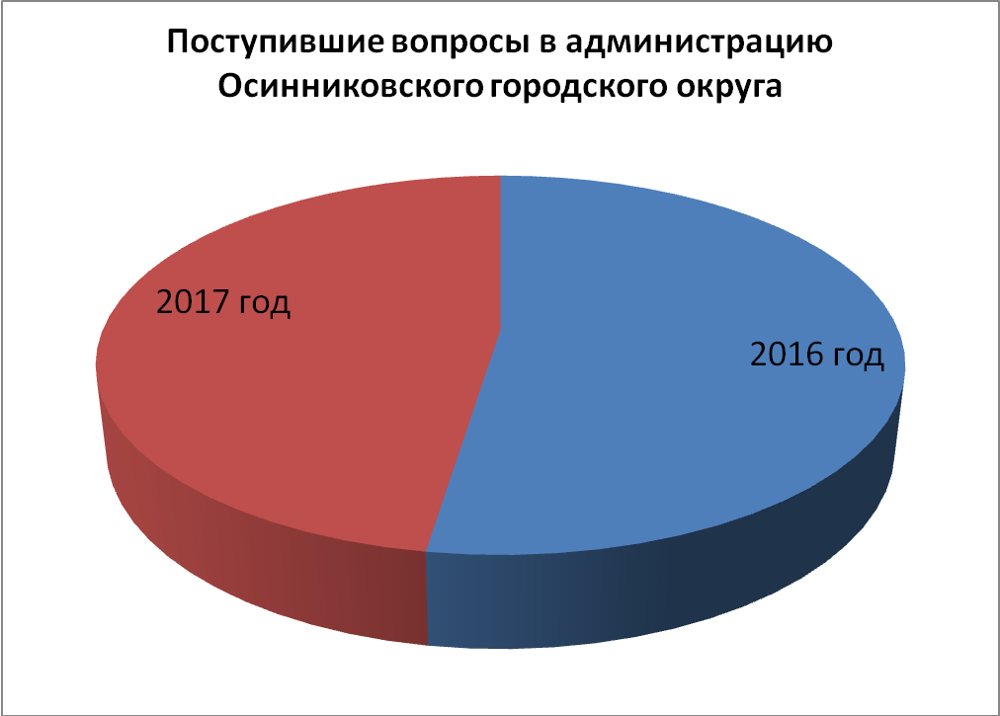 Поступившие вопросы в администрацию
Осинниковского городского округа
2017 год
2016 год